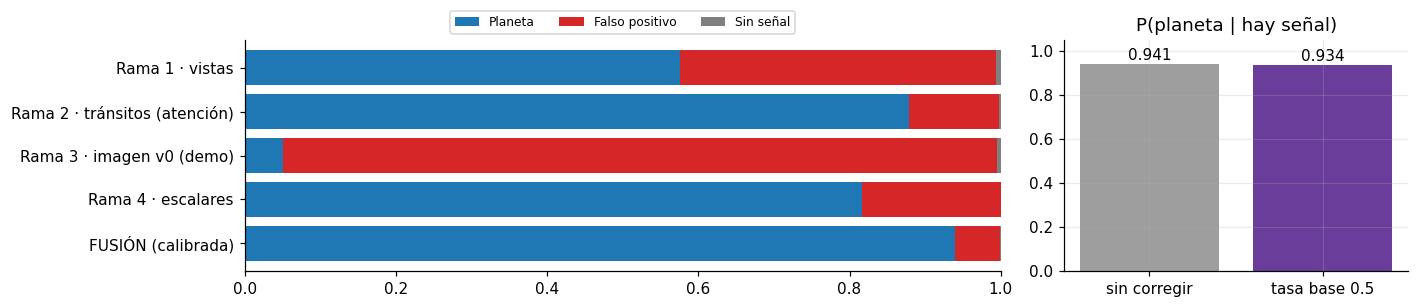 Planeta Falso positivo Sin señal
Rama 1 · vistas
Rama 2 · tránsitos (atención)
Rama 3 · imagen v0 (demo)
Rama 4 · escalares
FUSIÓN (calibrada)
0.0 0.2 0.4 0.6 0.8 1.0
P(planeta | hay señal)
1.0
0.8
0.6
0.4
0.2
0.0
0.941 0.934
sin corregir tasa base 0.5